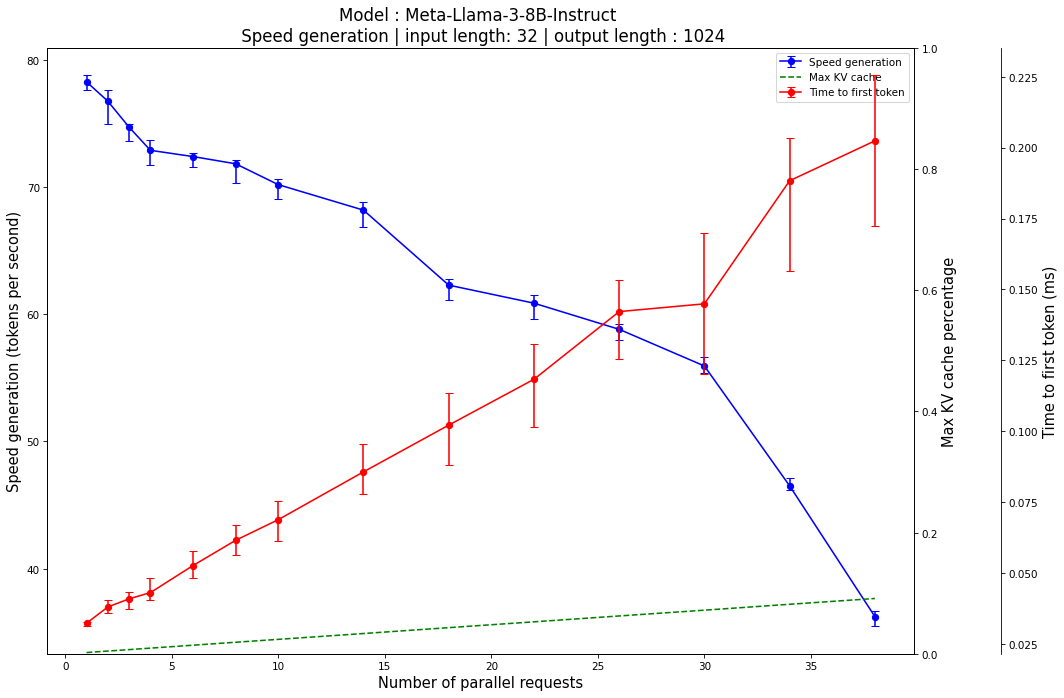 Model : Meta-Llama-3-8B-Instruct
Speed generation | input length: 32 | output length : 1024
Speed generation
Max KV cache
Time to first token
Speed generation (tokens per second)
80
70
60
50
40
0 5 10 15 20 25 30 35
Number of parallel requests
1.0
0.8
0.6
0.4
0.2
0.0
Max KV cache percentage
0.225
0.200
0.175
0.150
0.125
0.100
0.075
0.050
0.025
Time to first token (ms)